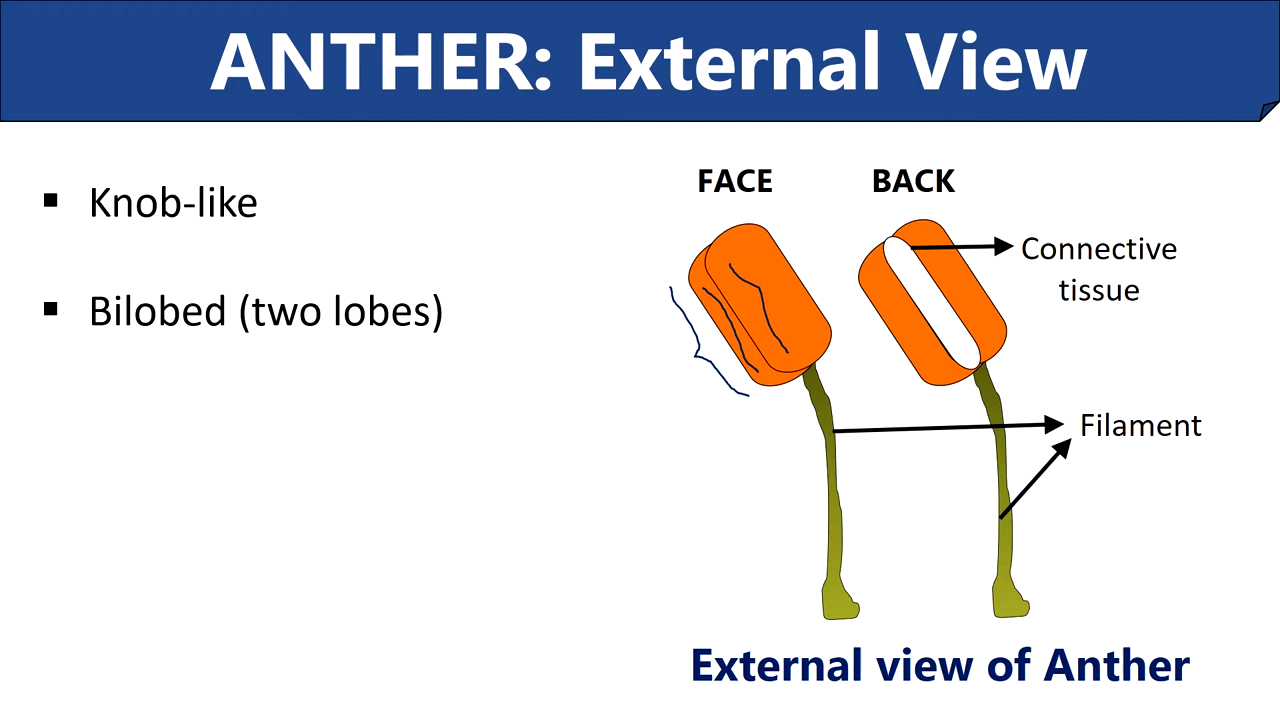 ANTHER: External View
▪ Knob-like
▪ Bilobed (two lobes)
FACE
BACK
Connective
tissue
Filament
External view of Anther